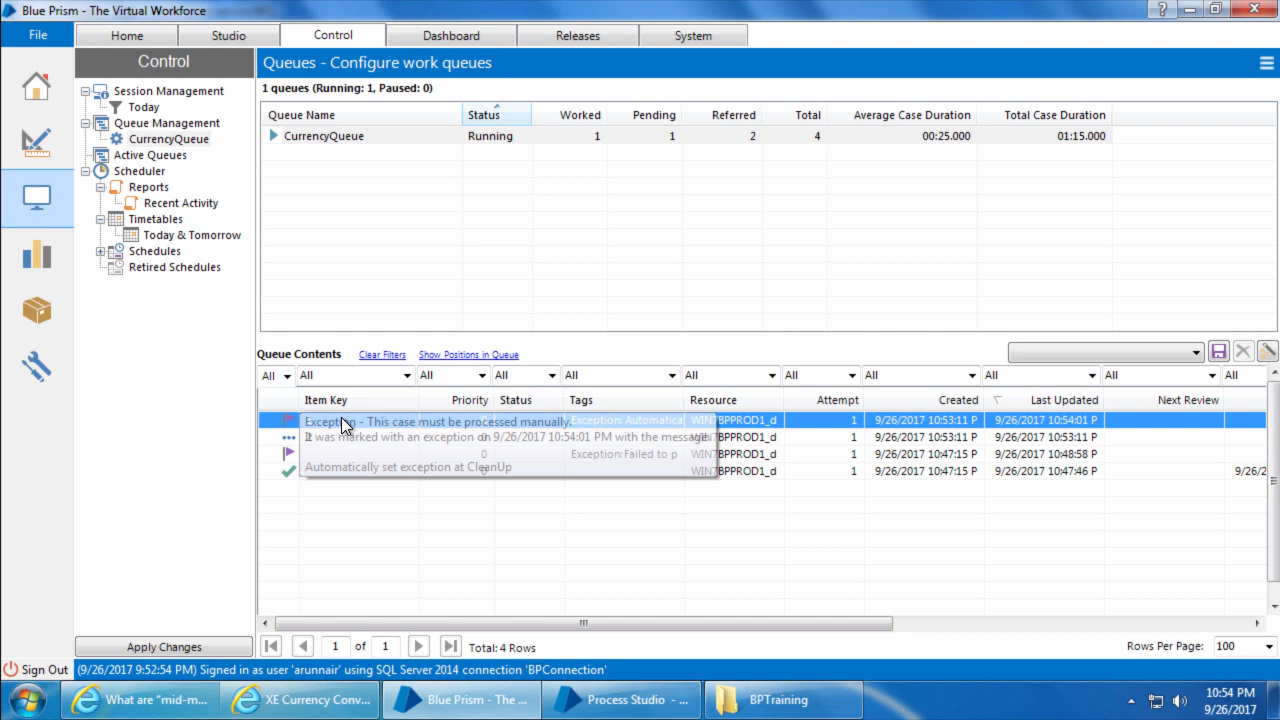 Blue Prism - The Virtual Workforce
File
Home
Studio
Control
Dashboard
Releases
System
Control
Session Management
Today
Queue Management
CurrencyQueue
Active Queues
Scheduler
Reports
Recent Activity
Timetables
Today & Tomorrow
Schedules
Retired Schedules
Apply Changes
Queues - Configure work queues
1 queues (Running: 1, Paused: 0)
Queue Name Status Worked Pending Referred Total Average Case Duration Total Case Duration
CurrencyQueue Running 1 1 2 4 00:25.000 01:15.000
Queue Contents Clear Filters Show Positions in Queue
All All All All All All All All All All All
Item Key Priority Status Tags Resource Attempt Created Last Updated Next Review
Exception: Automatica WIN7BPPROD1_d 1 9/26/2017 10:53:11 P 9/26/2017 10:54:01 P
0 WIN7BPPROD1_d 1 9/26/2017 10:53:11 P 9/26/2017 10:53:11 P
0 Exception: Failed to p WIN7BPPROD1_d 1 9/26/2017 10:47:15 P 9/26/2017 10:48:58 P
0 WIN7BPPROD1_d 1 9/26/2017 10:47:15 P 9/26/2017 10:47:46 P 9/26/2
Exception - This case must be processed manually.
It was marked with an exception on 9/26/2017 10:54:01 PM with the message:
Automatically set exception at CleanUp
1 of 1 Total: 4 Rows Rows Per Page: 100
Sign Out (9/26/2017 9:52:54 PM) Signed in as user 'arunnair' using SQL Server 2014 connection 'BPConnection'
What are "mid-m...
XE Currency Conv...
Blue Prism - The ...
Process Studio - ...
BPTraining
10:54 PM
9/26/2017